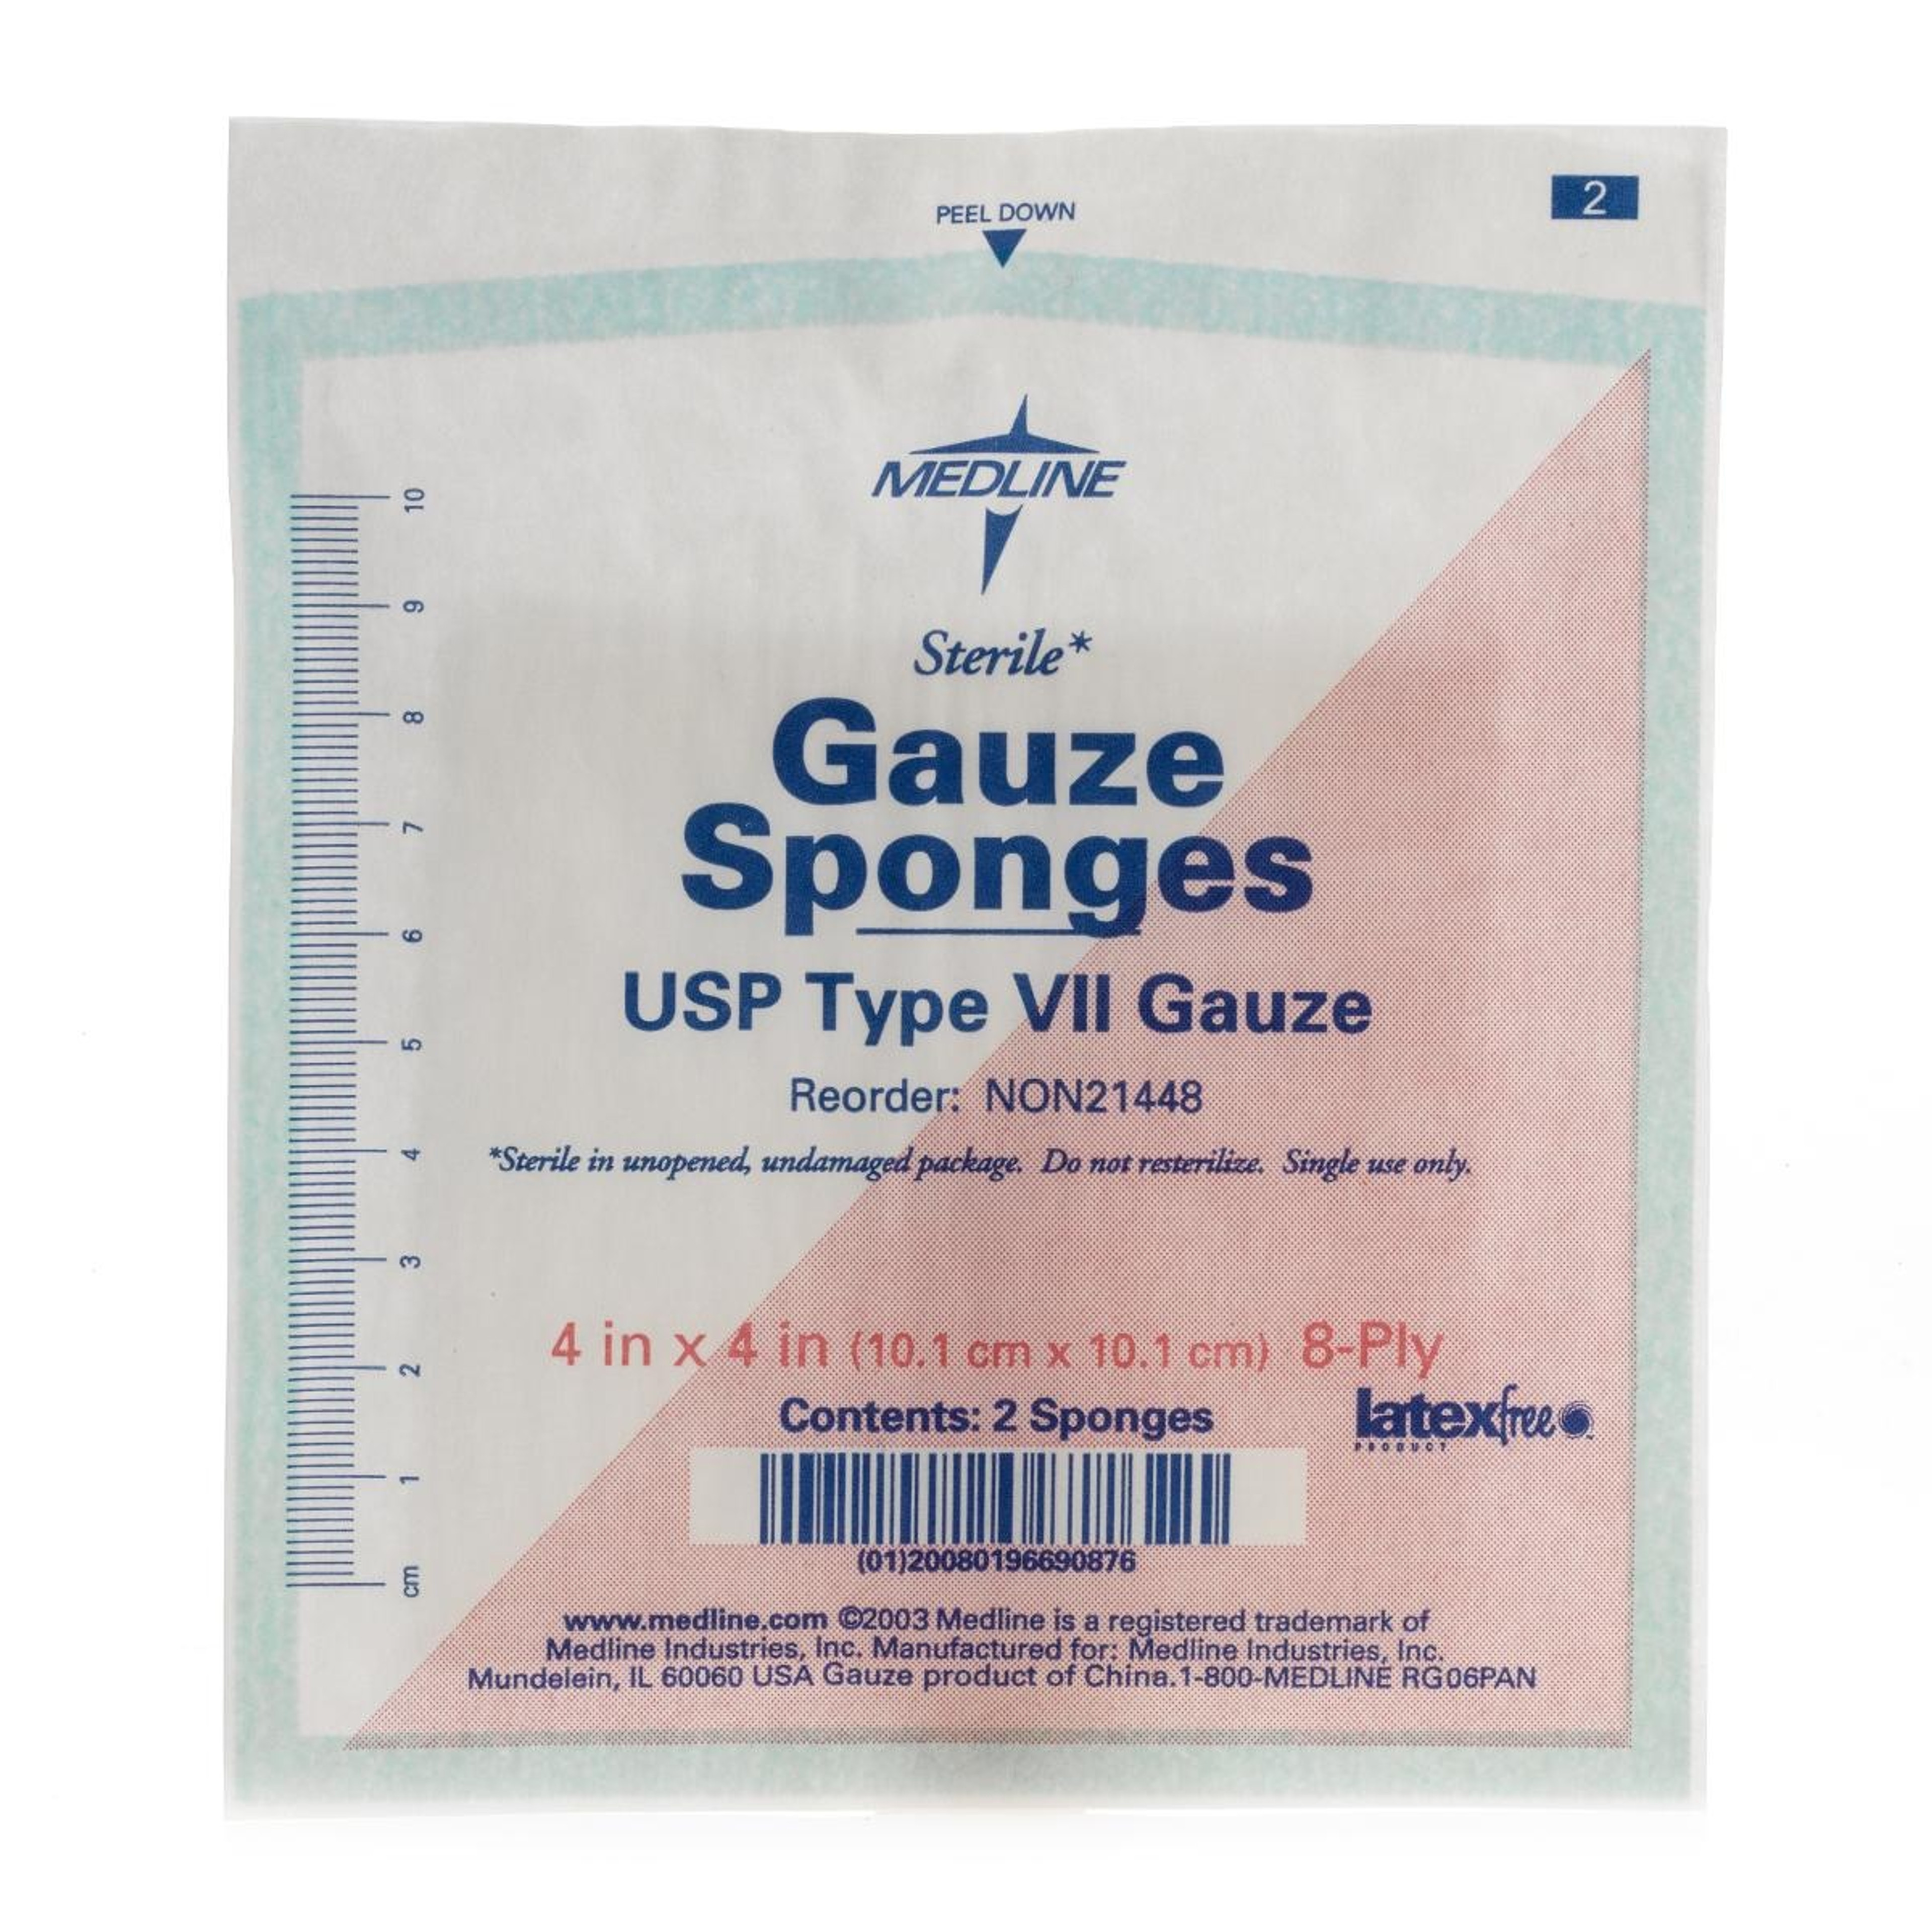 2
PEEL DOWN
MEDLINE
Sterile*
Gauze
Sponges
USP Type VII Gauze
Reorder: NON21448
*Sterile in unopened, undamaged package. Do not resterilize. Single use only.
4 in x 4 in (10.1 cm x 10.1 cm) 8-Ply
Contents: 2 Sponges
latexfree
PRODUCT
(01)20080196690876
www.medline.com ©2003 Medline is a registered trademark of
Medline Industries, Inc. Manufactured for: Medline Industries, Inc.
Mundelein, IL 60060 USA Gauze product of China.1-800-MEDLINE RG06PAN
10
9
8
7
6
5
4
3
2
1
cm